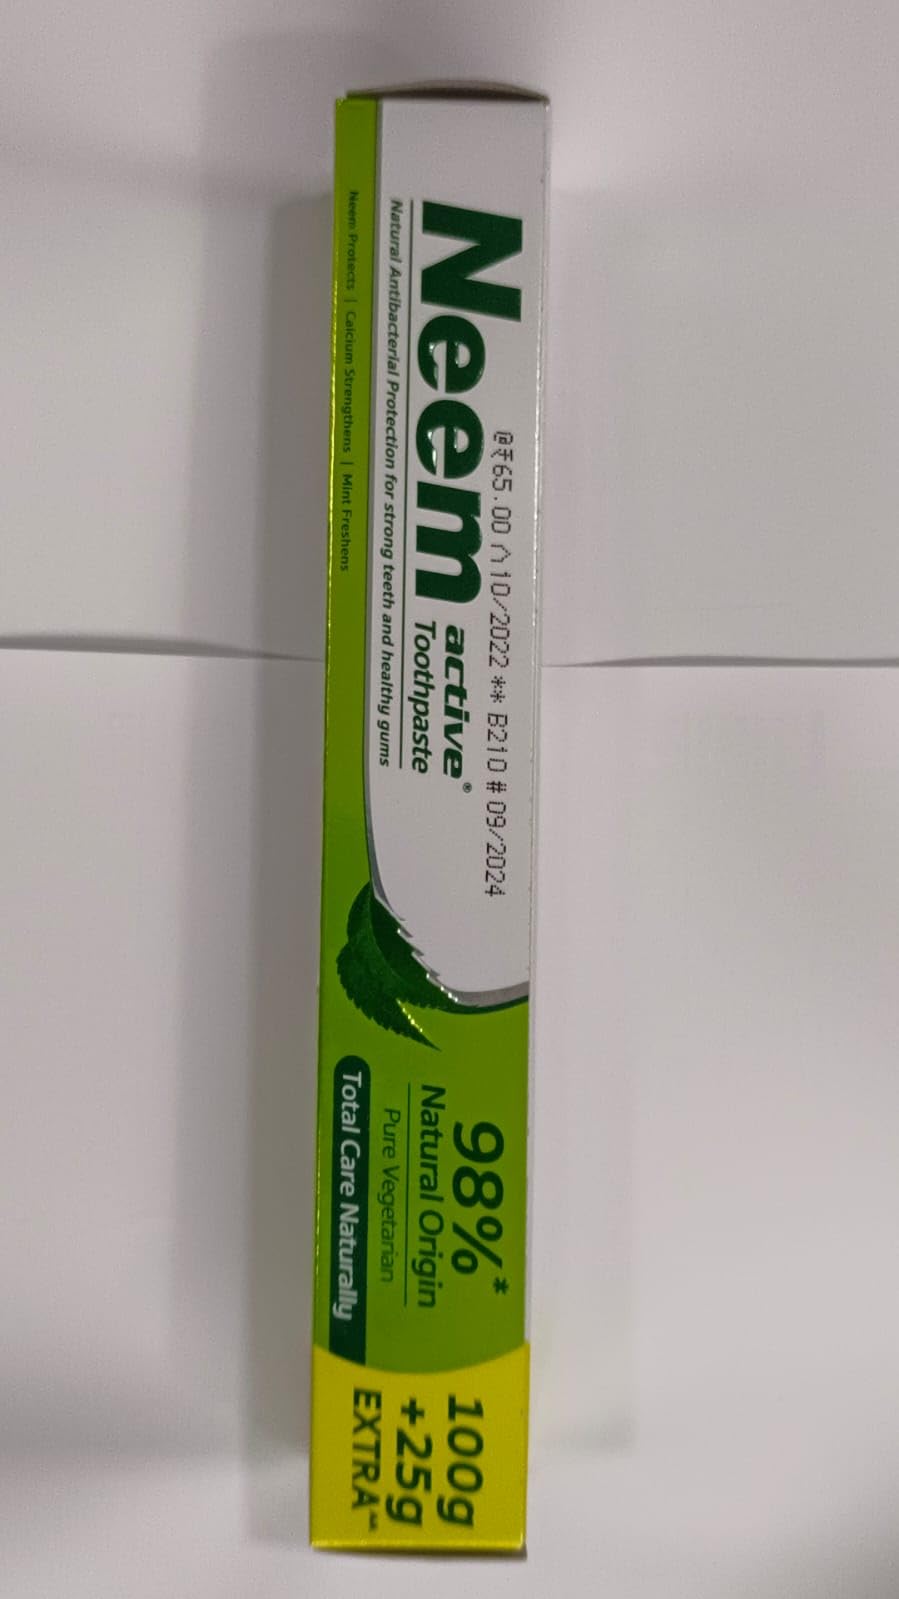 @₹65.00 ^10/2022 ** B210 # 09/2024
Neem active®
Toothpaste
Natural Antibacterial Protection for strong teeth and healthy gums
Neem Protects | Calcium Strengthens | Mint Freshens
98%*
Natural Origin
Pure Vegetarian
Total Care Naturally
100g
+25g
EXTRA^^